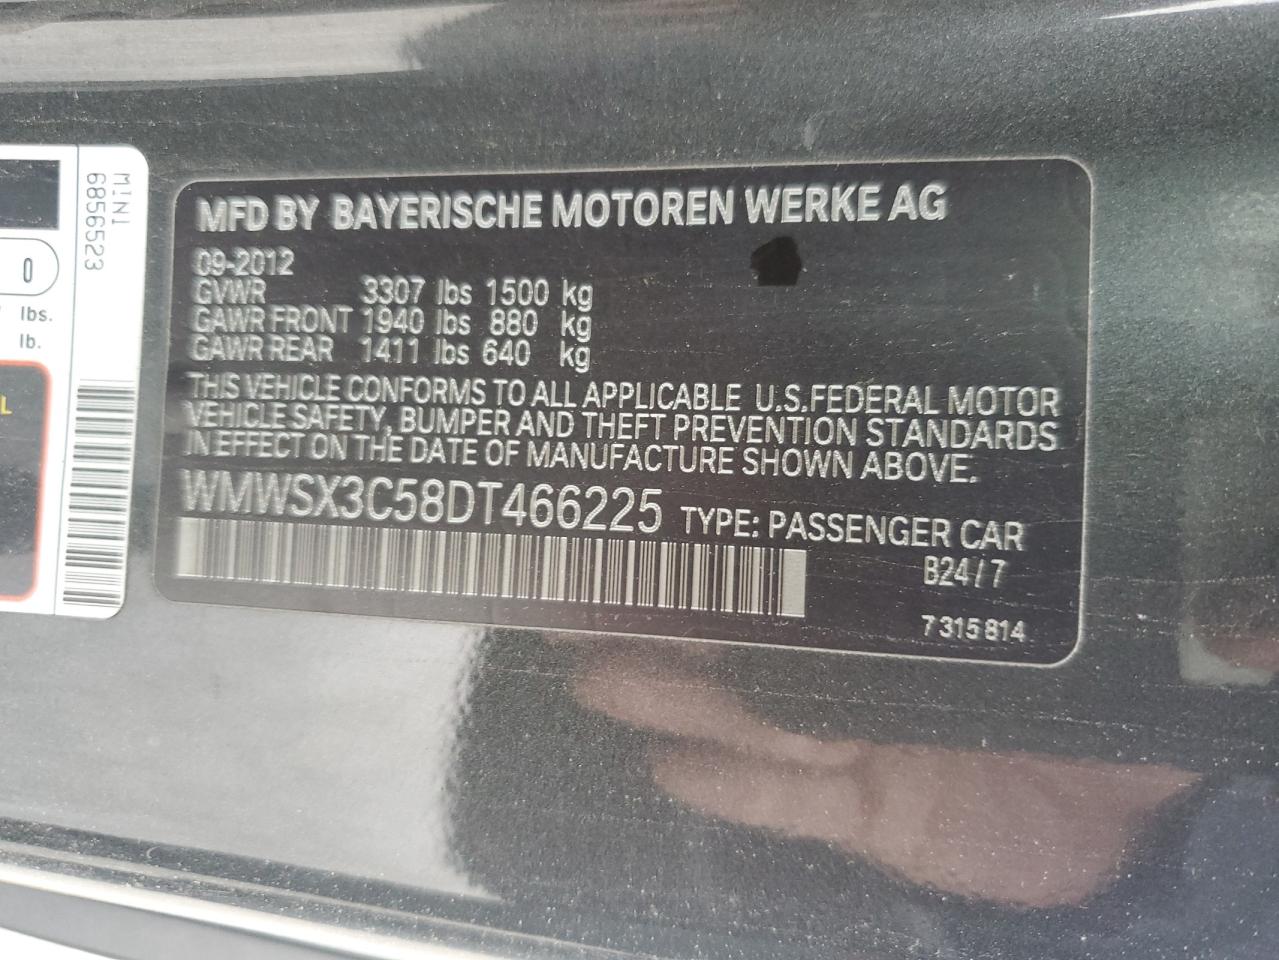 MFD BY BAYERISCHE MOTOREN WERKE AG
09-2012
GVWR 3307 lbs 1500 kg
GAWR FRONT 1940 lbs 880 kg
GAWR REAR 1411 lbs 640 kg
THIS VEHICLE CONFORMS TO ALL APPLICABLE U.S.FEDERAL MOTOR
VEHICLE SAFETY, BUMPER AND THEFT PREVENTION STANDARDS
IN EFFECT ON THE DATE OF MANUFACTURE SHOWN ABOVE.
WMWSX3C58DT466225 TYPE: PASSENGER CAR
B24/7
7315814
MINI
6856523
0
lbs.
lb.
L